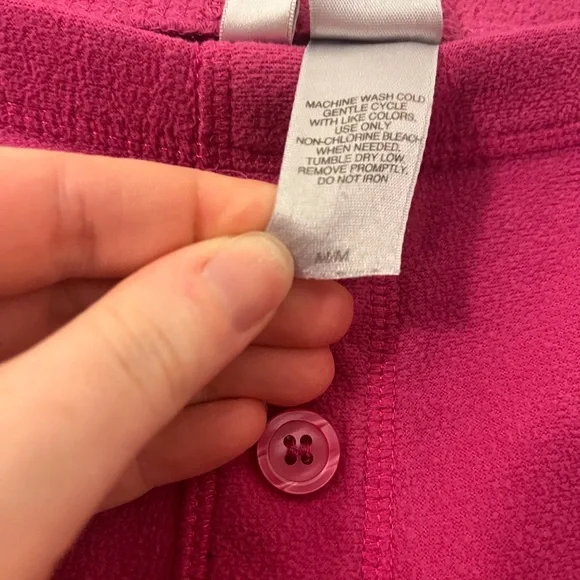 MACHINE WASH COLD
GENTLE CYCLE
WITH LIKE COLORS.
USE ONLY
NON-CHLORINE BLEACH
WHEN NEEDED.
TUMBLE DRY LOW.
REMOVE PROMPTLY.
DO NOT IRON
M/M